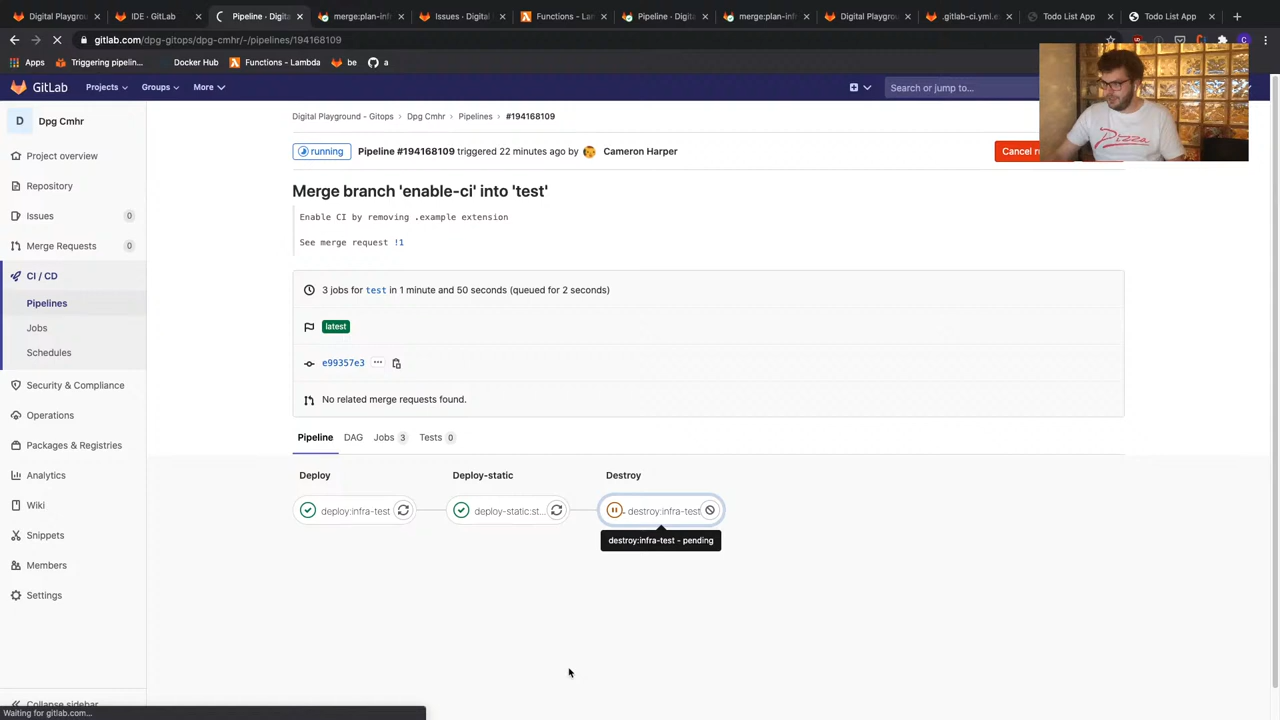 Digital Playgrou
IDE · GitLab
Pipeline · Digita
merge:plan-infr
Issues · Digital
Functions - Lam
Pipeline · Digita
merge:plan-infr
Digital Playgro
.gitlab-ci.yml.e
Todo List App
Todo List App
gitlab.com/dpg-gitops/dpg-cmhr/-/pipelines/194168109
Apps
Triggering pipelin...
Docker Hub
Functions - Lambda
be
a
GitLab
Projects
Groups
More
Search or jump to...
D
Dpg Cmhr
Digital Playground - Gitops › Dpg Cmhr › Pipelines › #194168109
running
Pipeline #194168109 triggered 22 minutes ago by Cameron Harper
Cancel ru
Pizza
Project overview
Repository
Issues 0
Merge Requests 0
CI / CD
Pipelines
Jobs
Schedules
Security & Compliance
Operations
Packages & Registries
Analytics
Wiki
Snippets
Members
Settings
Collapse sidebar
Merge branch 'enable-ci' into 'test'
Enable CI by removing .example extension
See merge request !1
3 jobs for test in 1 minute and 50 seconds (queued for 2 seconds)
latest
e99357e3 ...
No related merge requests found.
Pipeline DAG Jobs 3 Tests 0
Deploy
deploy:infra-test
Deploy-static
deploy-static:st...
Destroy
destroy:infra-test
destroy:infra-test - pending
Waiting for gitlab.com...